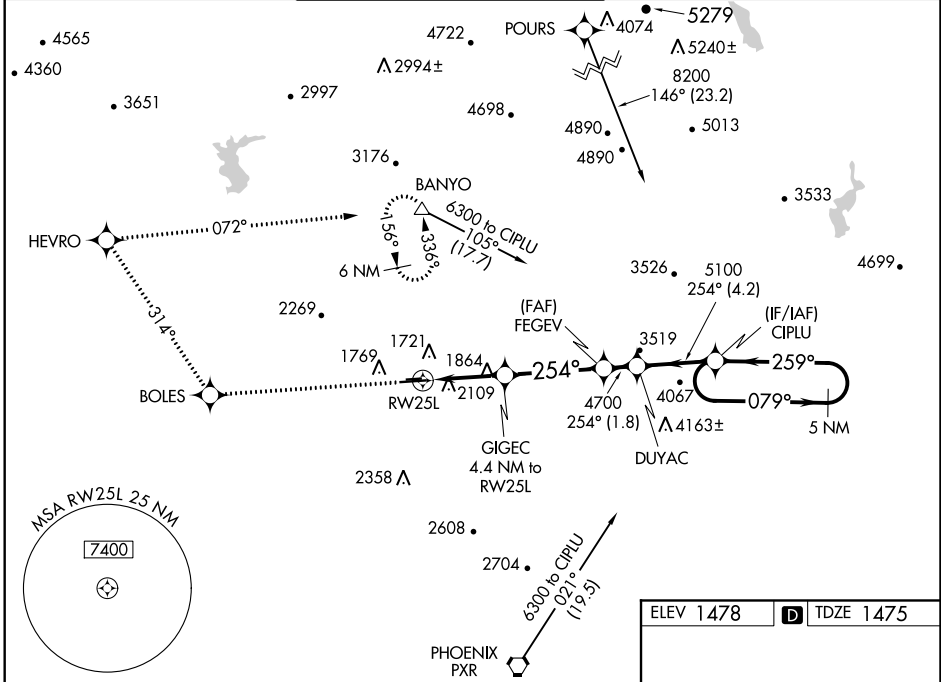 4565
4360
3651
2997
2994±
4722
POURS
4074
5279
5240±
8200
146° (23.2)
4698
4890
4890
5013
3176
BANYO
6300 to CIPLU
105°
(17.7)
156°
336°
6 NM
3533
HEVRO
072°
314°
4699
3526
5100
254° (4.2)
2269
(FAF)
FEGEV
(IF/IAF)
CIPLU
3519
1721
1769
1864
254°
259°
BOLES
RW25L
2109
4700
254° (1.8)
4067
079°
5 NM
4163±
DUYAC
GIGEC
4.4 NM to
RW25L
2358
MSA RW25L 25 NM
7400
2608
2704
6300 to CIPLU
021°
(19.5)
PHOENIX
PXR
ELEV 1478 D TDZE 1475